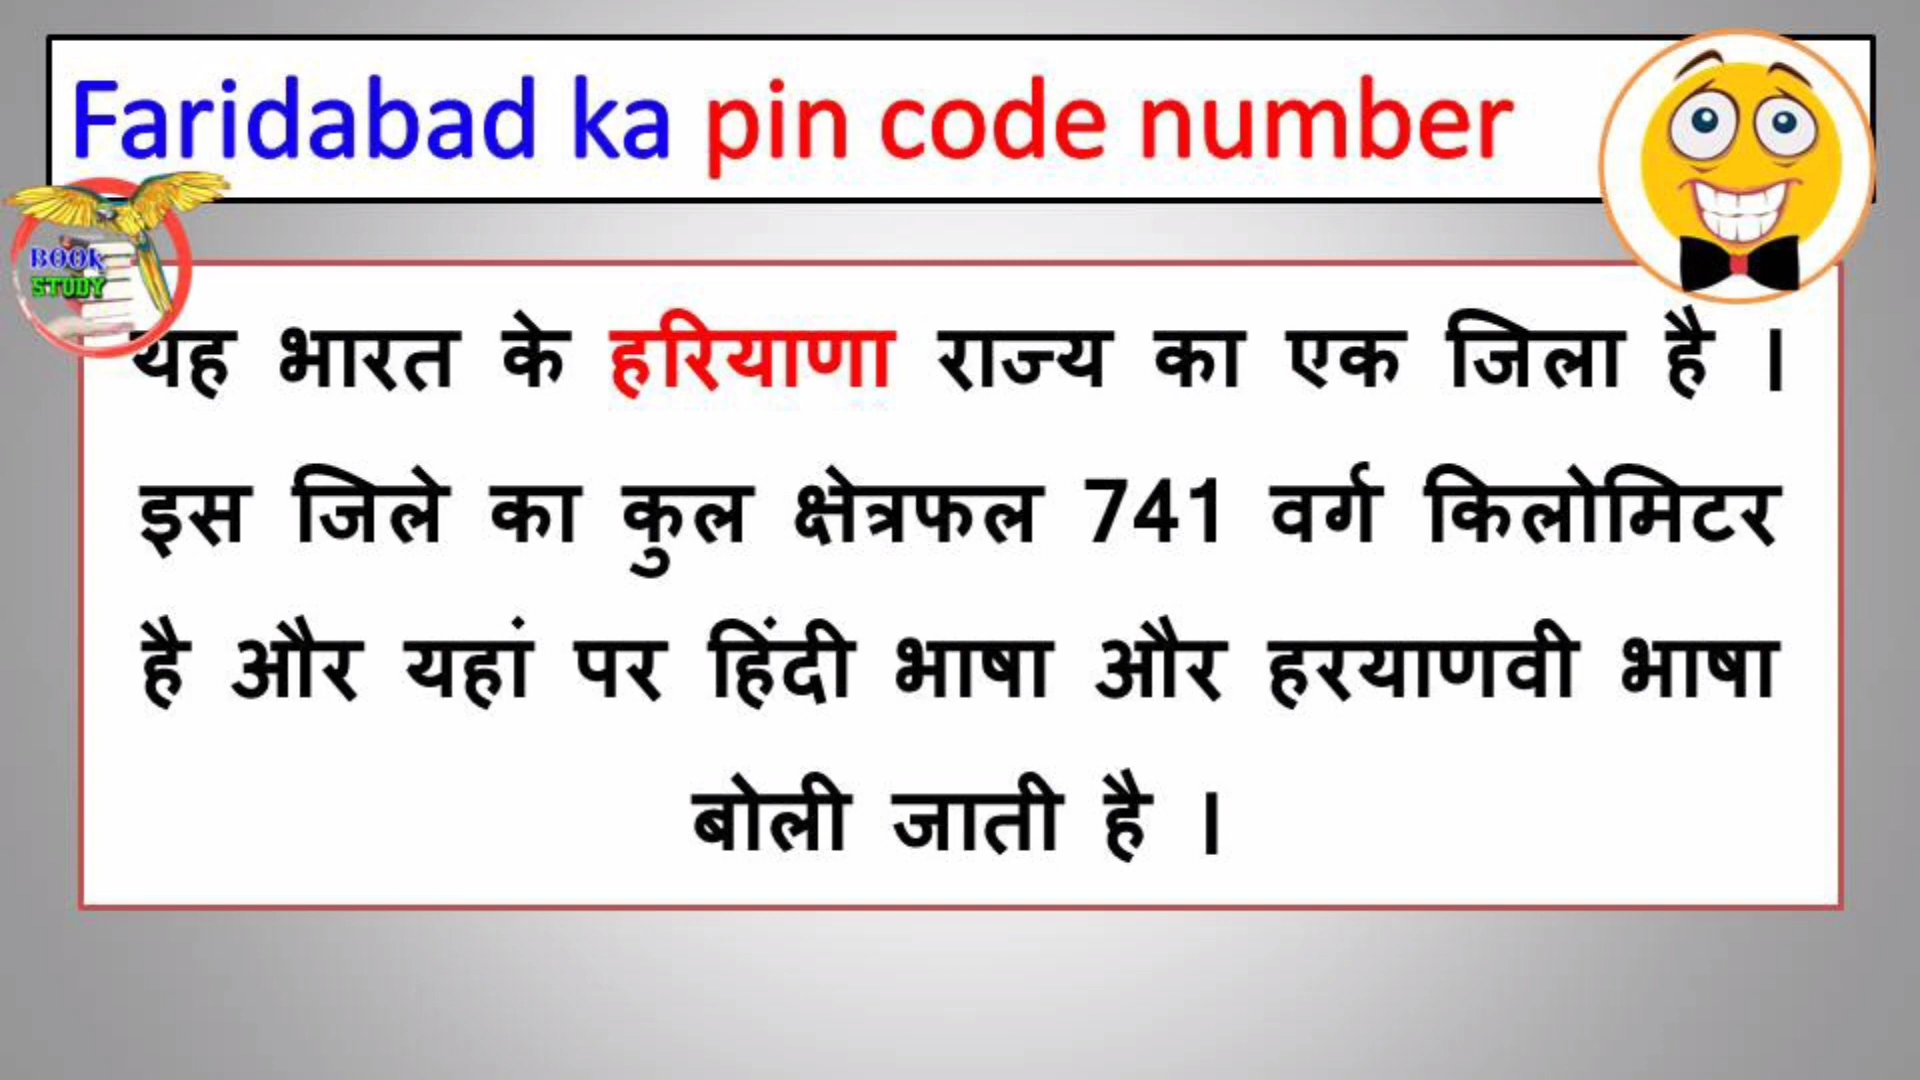 Faridabad ka pin code number
BOOK
STUDY
यह भारत के हरियाणा राज्य का एक जिला है ।
इस जिले का कुल क्षेत्रफल 741 वर्ग किलोमिटर
है और यहां पर हिंदी भाषा और हरयाणवी भाषा
बोली जाती है ।